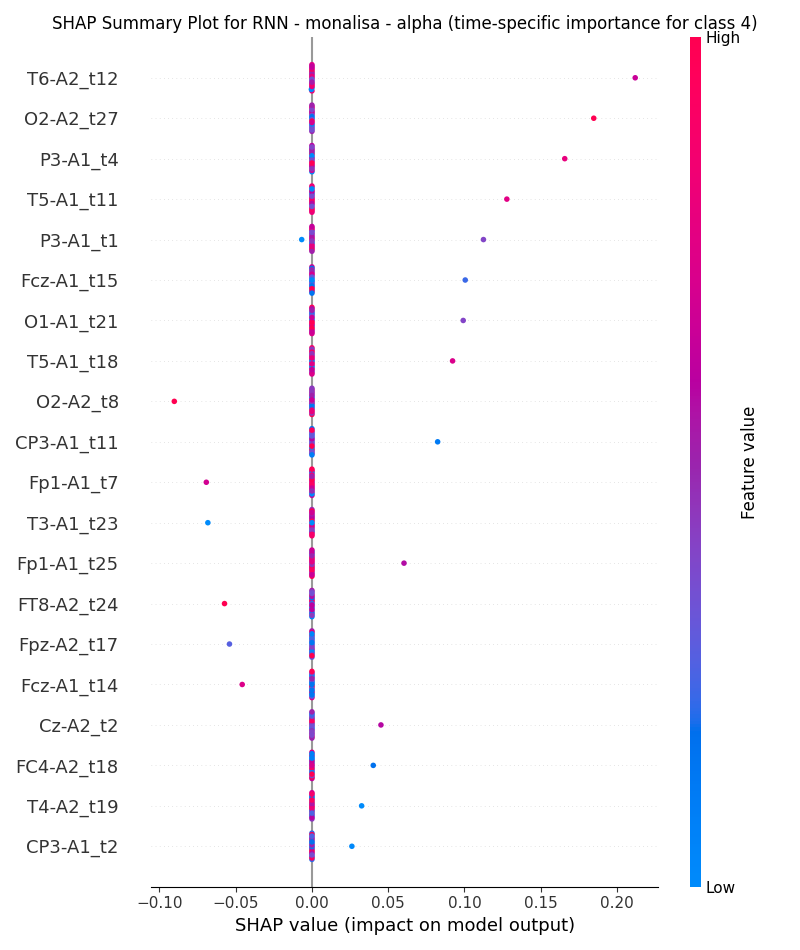 SHAP Summary Plot for RNN - monalisa - alpha (time-specific importance for class 4)
High
T6-A2_t12
O2-A2_t27
P3-A1_t4
T5-A1_t11
P3-A1_t1
Fcz-A1_t15
O1-A1_t21
T5-A1_t18
O2-A2_t8
CP3-A1_t11
Fp1-A1_t7
T3-A1_t23
Fp1-A1_t25
FT8-A2_t24
Fpz-A2_t17
Fcz-A1_t14
Cz-A2_t2
FC4-A2_t18
T4-A2_t19
CP3-A1_t2
Feature value
Low
−0.10 −0.05 0.00 0.05 0.10 0.15 0.20
SHAP value (impact on model output)